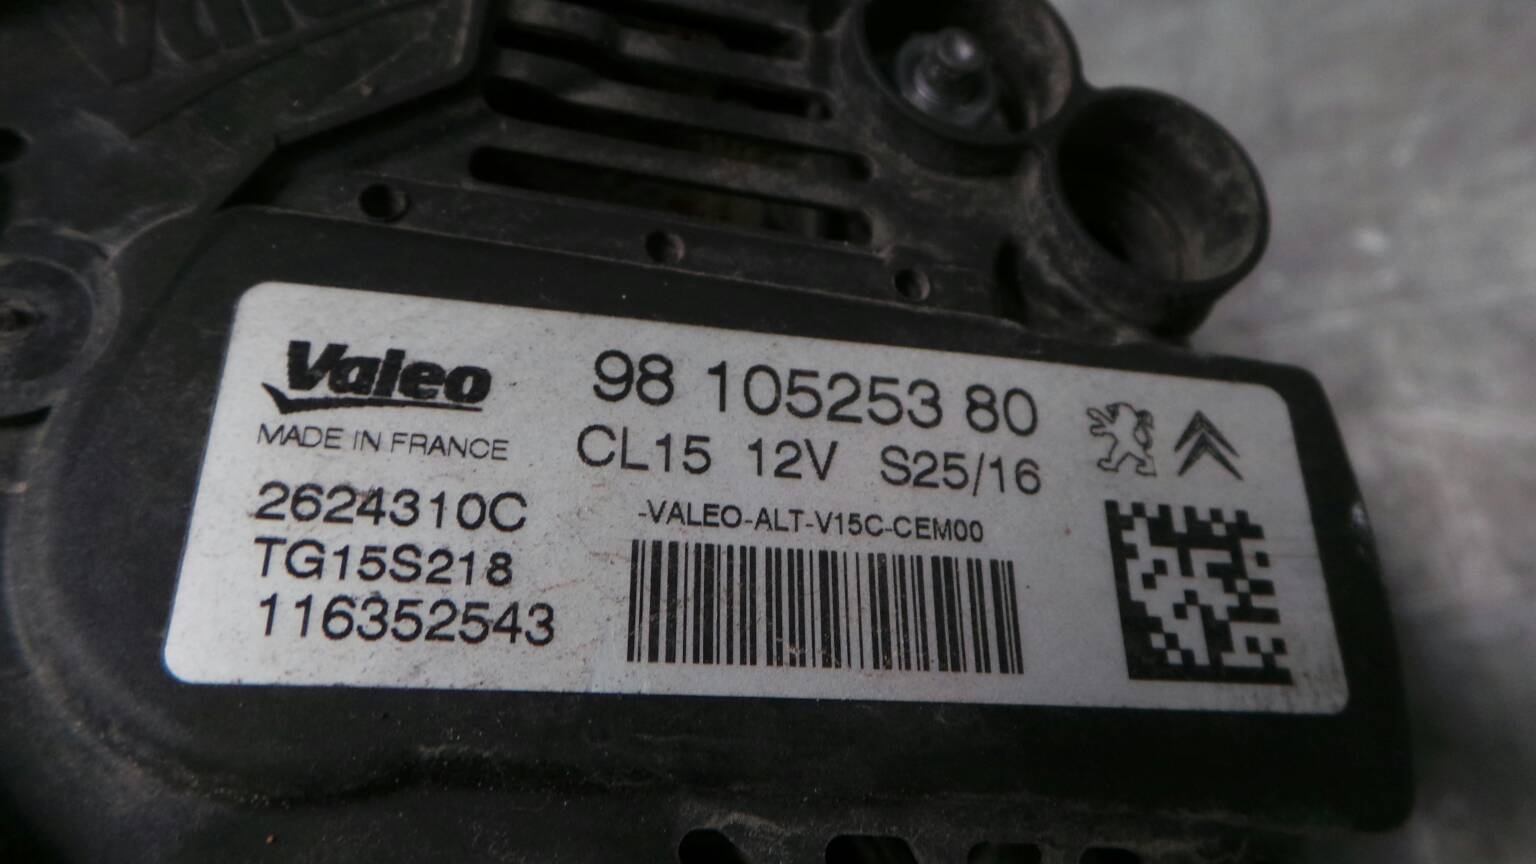 Valeo
MADE IN FRANCE
2624310C
TG15S218
116352543
98 105253 80
CL15 12V S25/16
-VALEO-ALT-V15C-CEM00